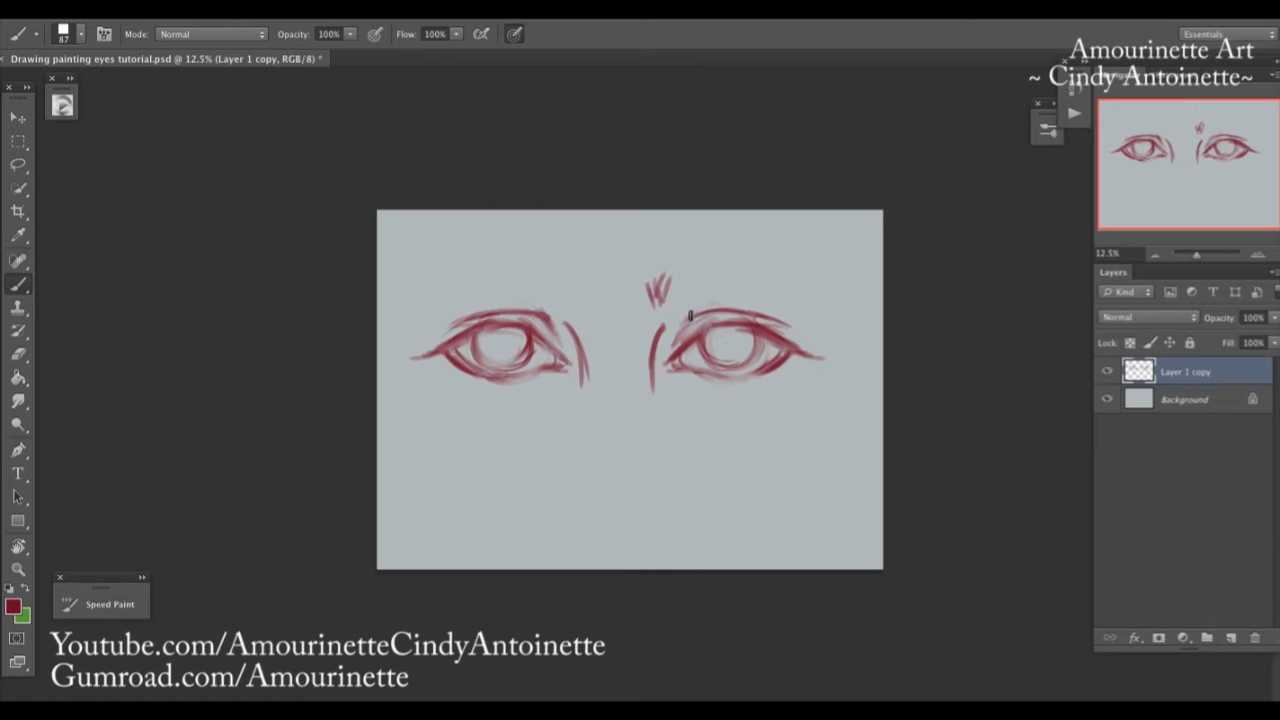 Mode: Normal Opacity: 100% Flow: 100% Essentials
87
Amourinette Art
~ Cindy Antoinette~
Drawing painting eyes tutorial.psd @ 12.5% (Layer 1 copy, RGB/8) *
12.5%
Layers
Kind
Normal Opacity: 100%
Lock: Fill: 100%
Layer 1 copy
Background
Speed Paint
Youtube.com/AmourinetteCindyAntoinette
Gumroad.com/Amourinette